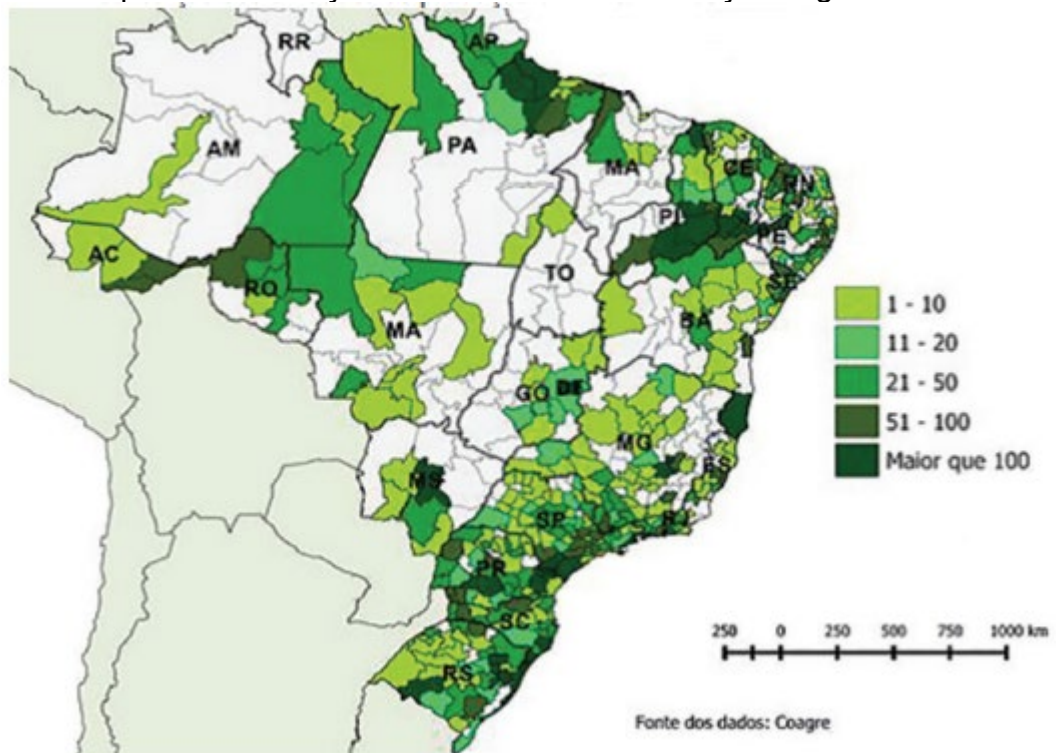 RR
AP
AM
PA
MA
CE
RN
PI
PE
AC
TO
SE
RO
MA
BA
GO
DF
MG
ES
MS
SP
RJ
PR
SC
RS
1 - 10
11 - 20
21 - 50
51 - 100
Maior que 100
250 0 250 500 750 1000 km
Fonte dos dados: Coagre